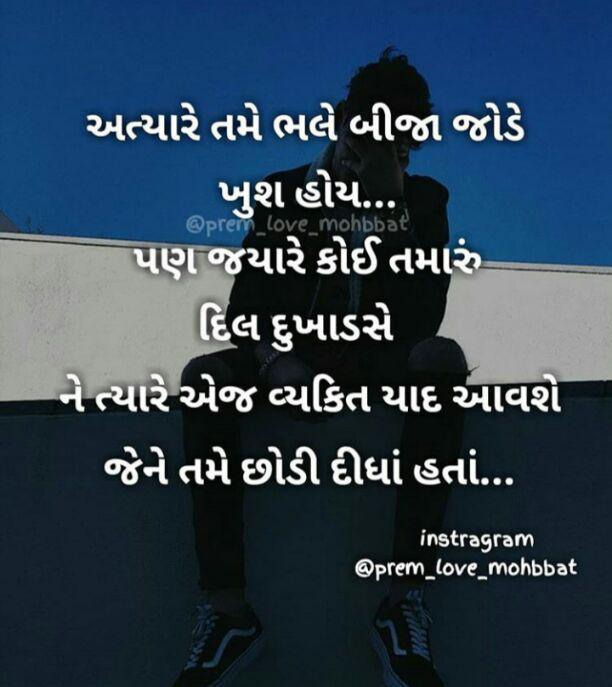 અત્યારે તમે ભલે બીજા જોડે
ખુશ હોય...
@prem_love_mohbbat
પણ જયારે કોઈ તમારું
દિલ દુખાડસે
ને ત્યારે એજ વ્યકિત યાદ આવશે
જેને તમે છોડી દીધાં હતાં...
instragram
@prem_love_mohbbat